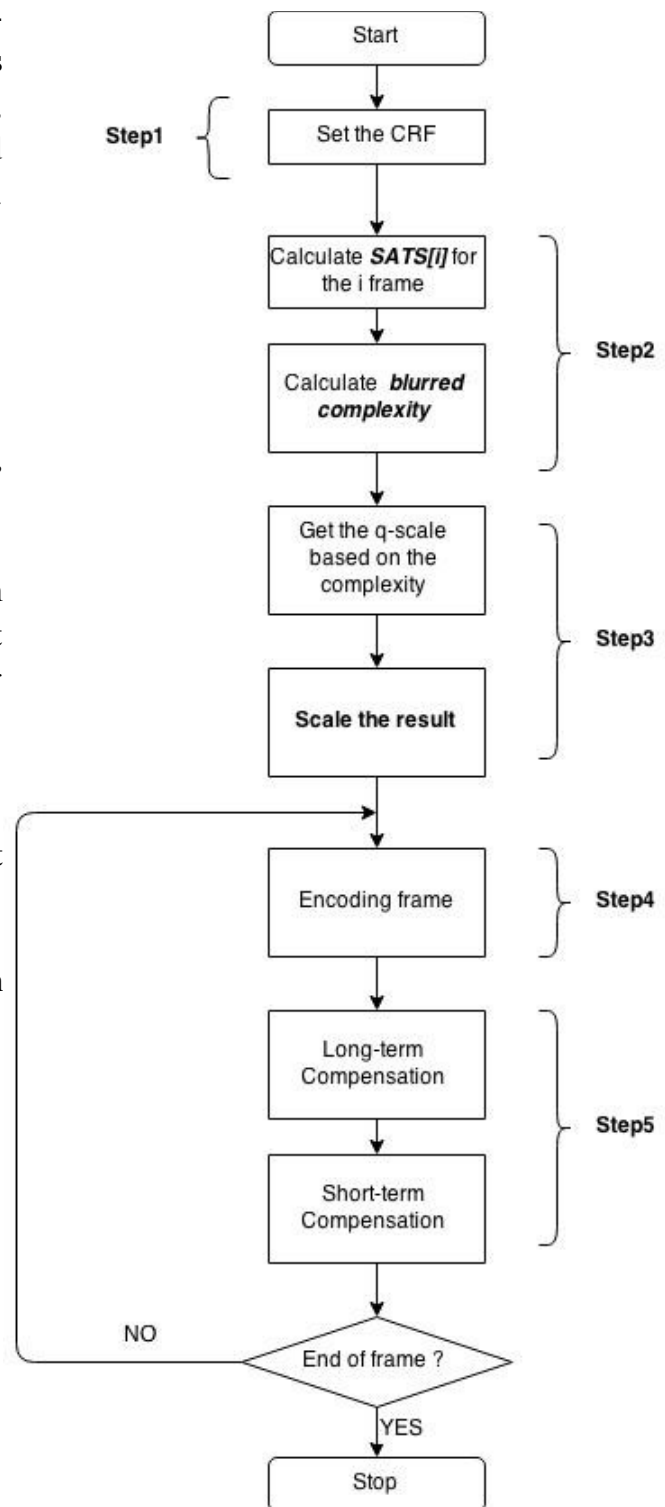 Start
Step1
Set the CRF
Calculate SATS[i] for
the i frame
Step2
Calculate blurred
complexity
Get the q-scale
based on the
complexity
Step3
Scale the result
Encoding frame
Step4
Long-term
Compensation
Step5
Short-term
Compensation
NO
End of frame ?
YES
Stop